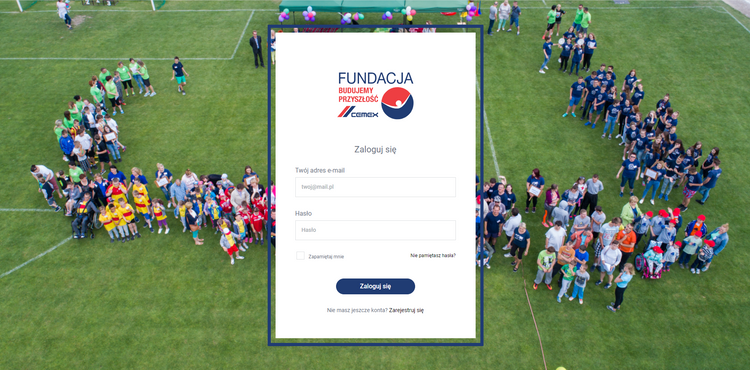 FUNDACJA
BUDUJEMY
PRZYSZŁOŚĆ
CEMEX
Zaloguj się
Twój adres e-mail
twoj@mail.pl
Hasło
Hasło
Zapamiętaj mnie
Nie pamiętasz hasła?
Zaloguj się
Nie masz jeszcze konta? Zarejestruj się